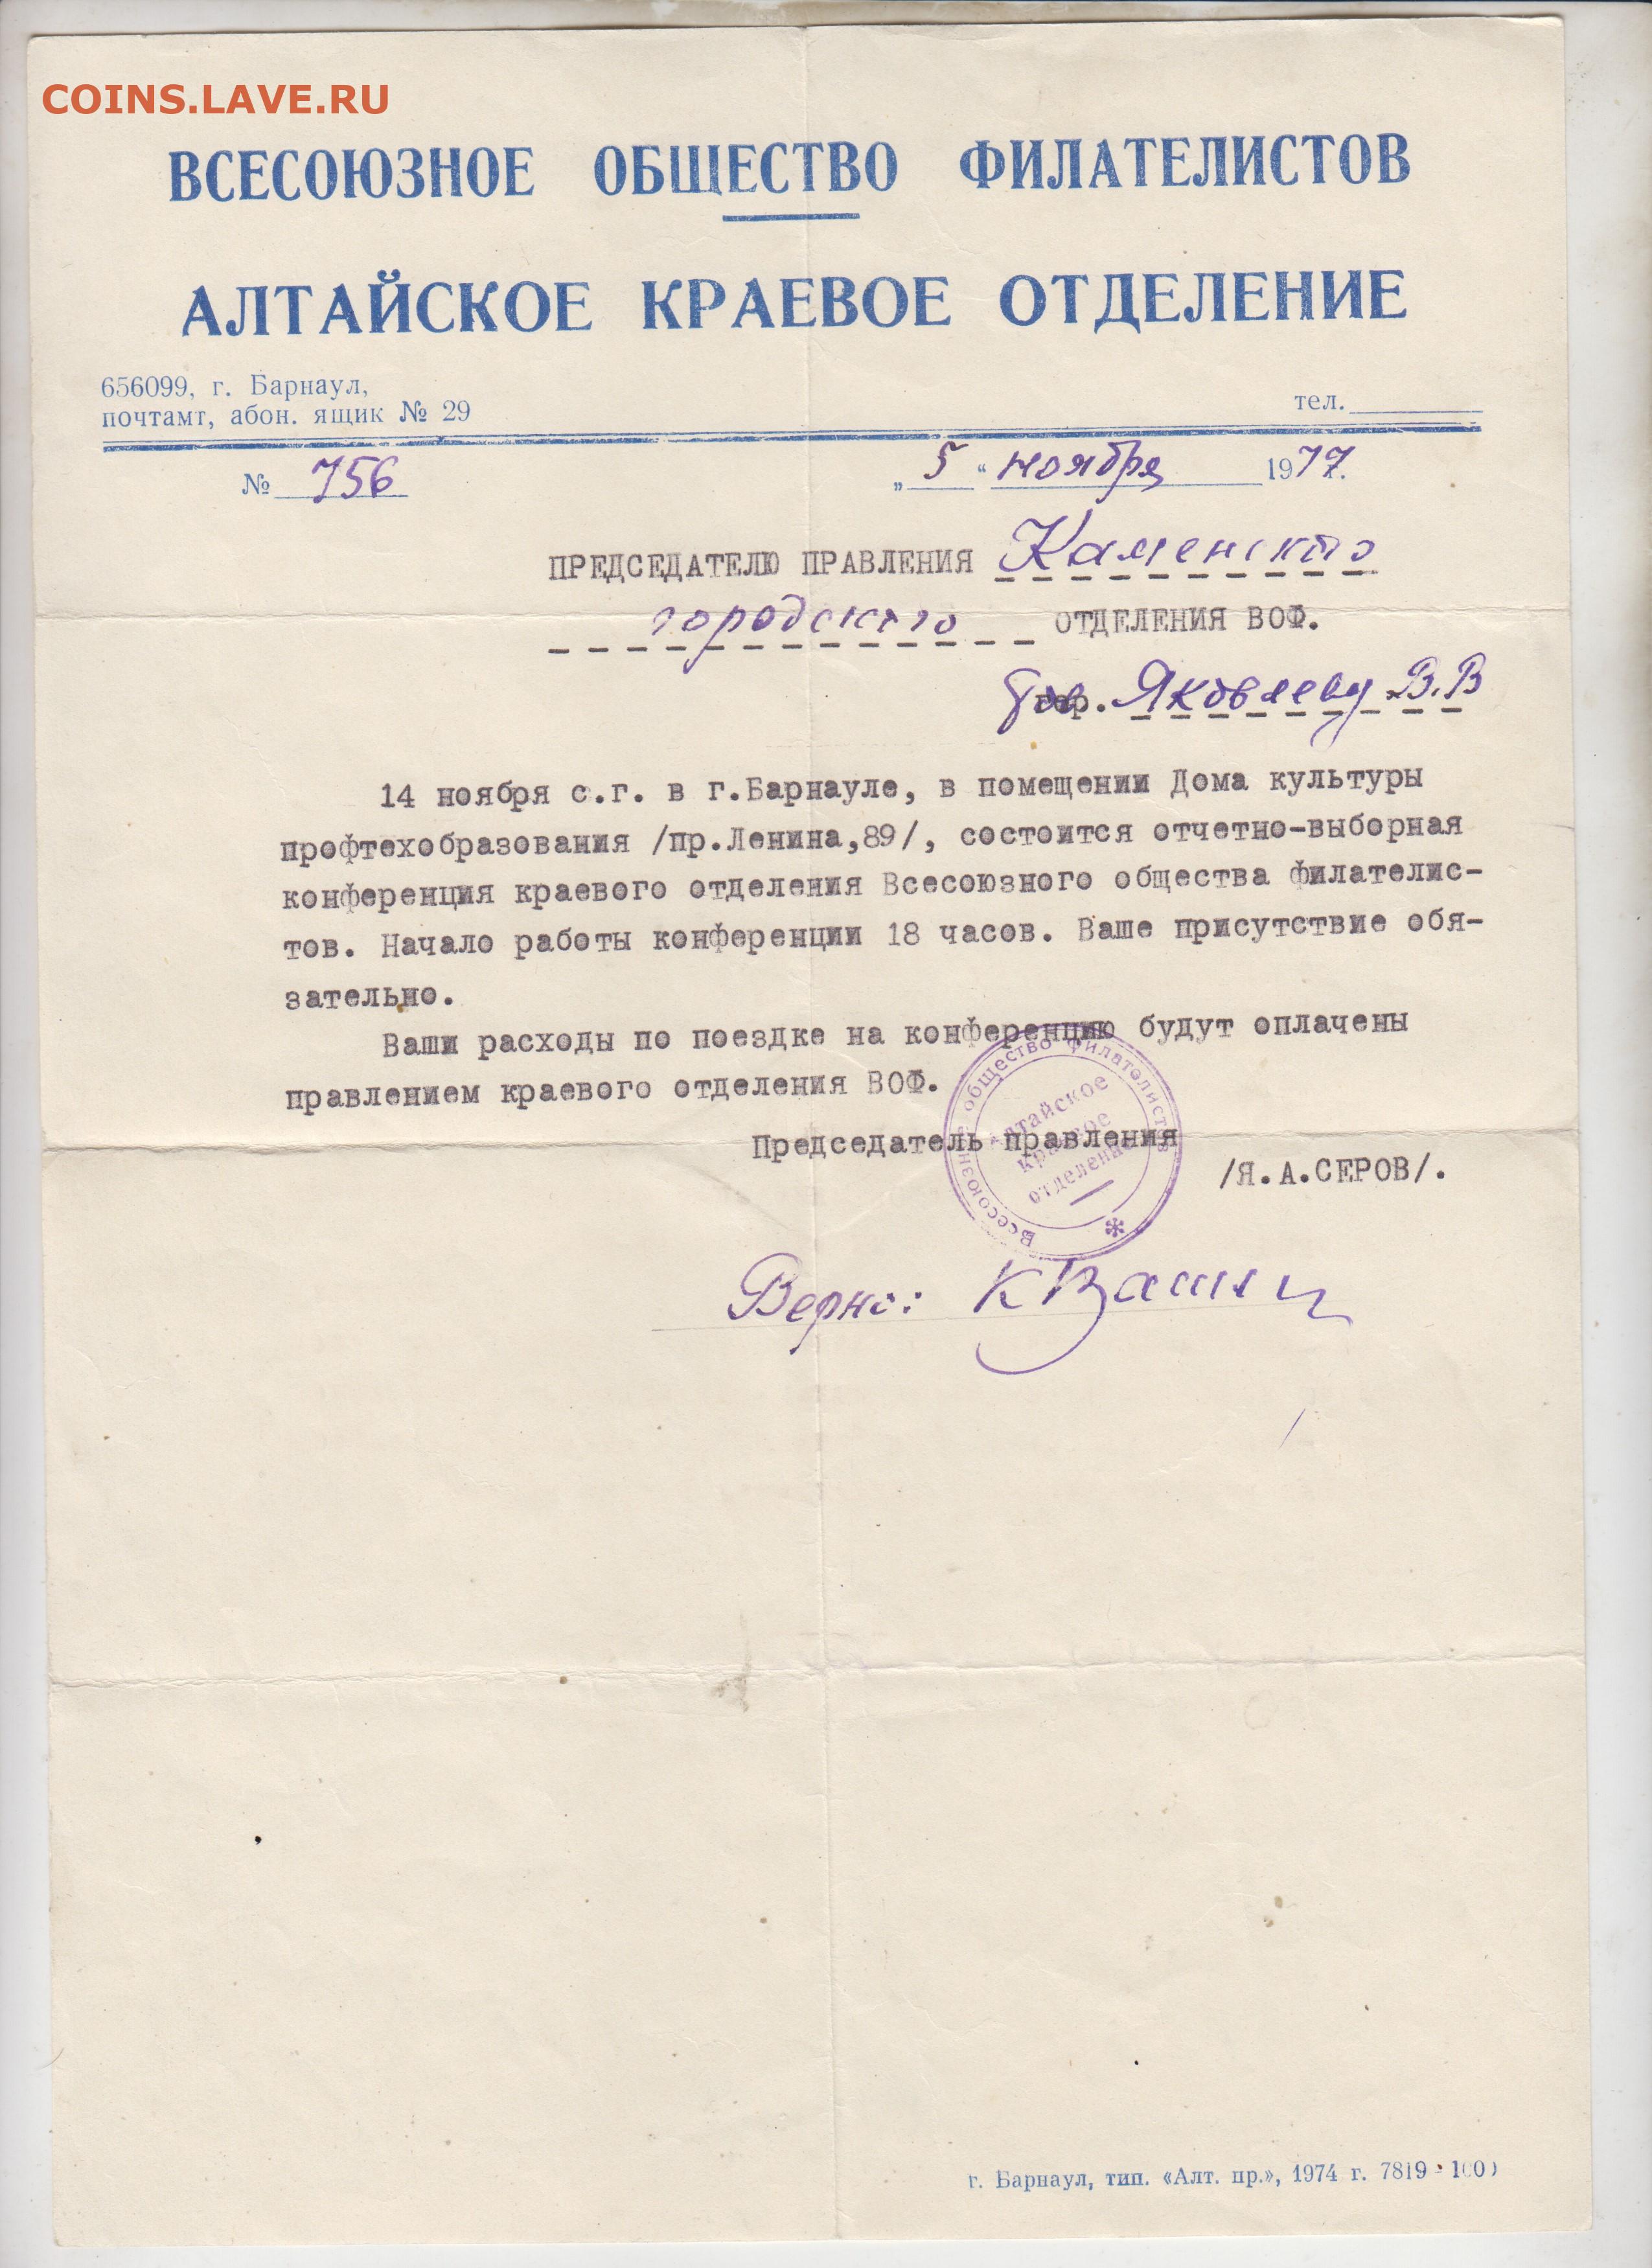 COINS.LAVE.RU
ВСЕСОЮЗНОЕ ОБЩЕСТВО ФИЛАТЕЛИСТОВ
АЛТАЙСКОЕ КРАЕВОЕ ОТДЕЛЕНИЕ
656099, г. Барнаул,
почтамт, абон. ящик № 29
тел.
№ 756
„ 5 “ ноября 1977.
ПРЕДСЕДАТЕЛЮ ПРАВЛЕНИЯ Каменского
городского ОТДЕЛЕНИЯ ВОФ.
Яковлеву В.В
14 ноября с.г. в г.Барнауле, в помещении Дома культуры
профтехобразования /пр.Ленина,89/, состоится отчетно-выборная
конференция краевого отделения Всесоюзного общества филателис-
тов. Начало работы конференции 18 часов. Ваше присутствие обя-
зательно.
Ваши расходы по поездке на конференцию будут оплачены
правлением краевого отделения ВОФ.
Председатель правления
/Я.А.СЕРОВ/.
Всесоюзное общество филателистов
Алтайское
краевое
отделение
Верно:
г. Барнаул, тип. «Алт. пр.», 1974 г. 7819